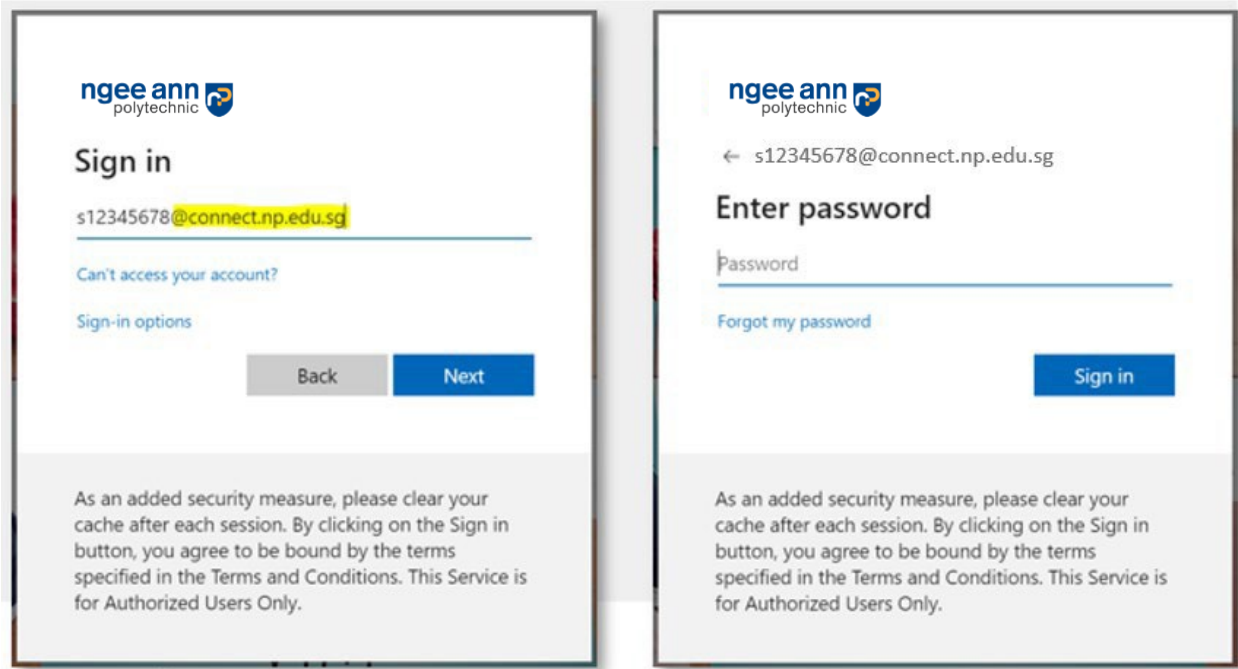 ngee ann
polytechnic
Sign in
s12345678@connect.np.edu.sg
Can't access your account?
Sign-in options
Back
Next
As an added security measure, please clear your
cache after each session. By clicking on the Sign in
button, you agree to be bound by the terms
specified in the Terms and Conditions. This Service is
for Authorized Users Only.
ngee ann
polytechnic
← s12345678@connect.np.edu.sg
Enter password
Password
Forgot my password
Sign in
As an added security measure, please clear your
cache after each session. By clicking on the Sign in
button, you agree to be bound by the terms
specified in the Terms and Conditions. This Service is
for Authorized Users Only.